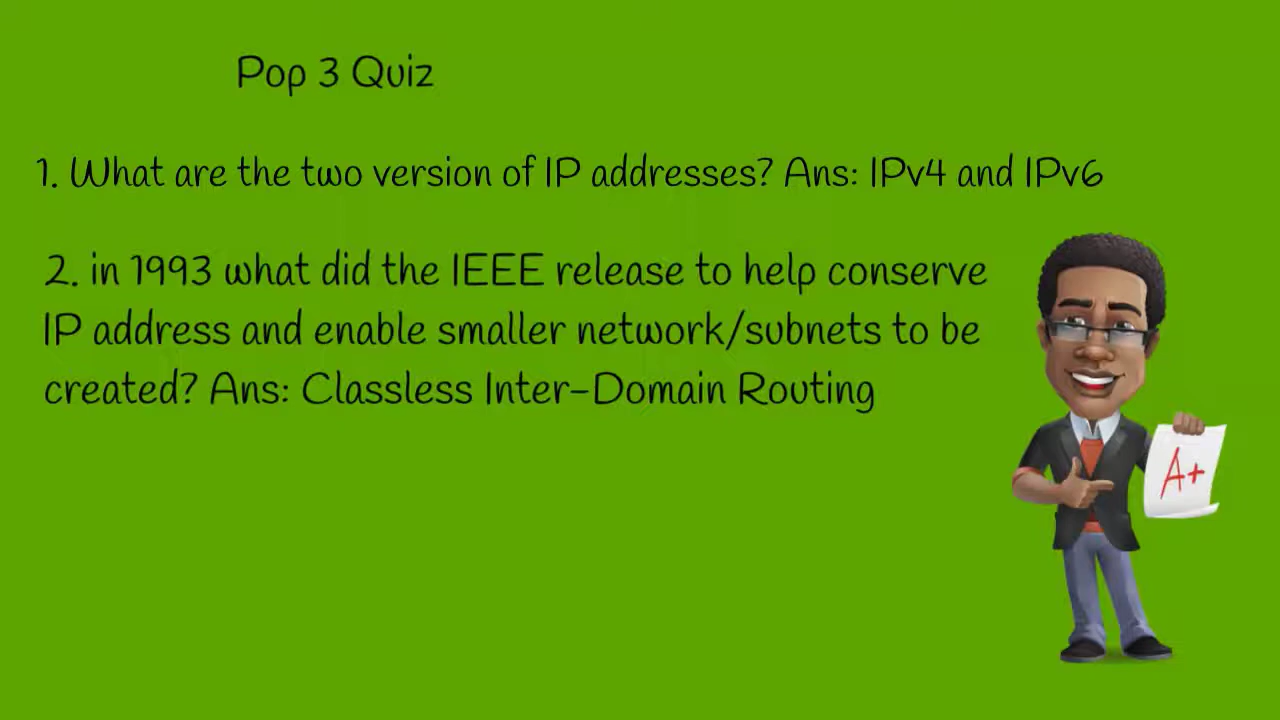 Pop 3 Quiz
1. What are the two version of IP addresses? Ans: IPv4 and IPv6
2. in 1993 what did the IEEE release to help conserve
IP address and enable smaller network/subnets to be
created? Ans: Classless Inter-Domain Routing
A+